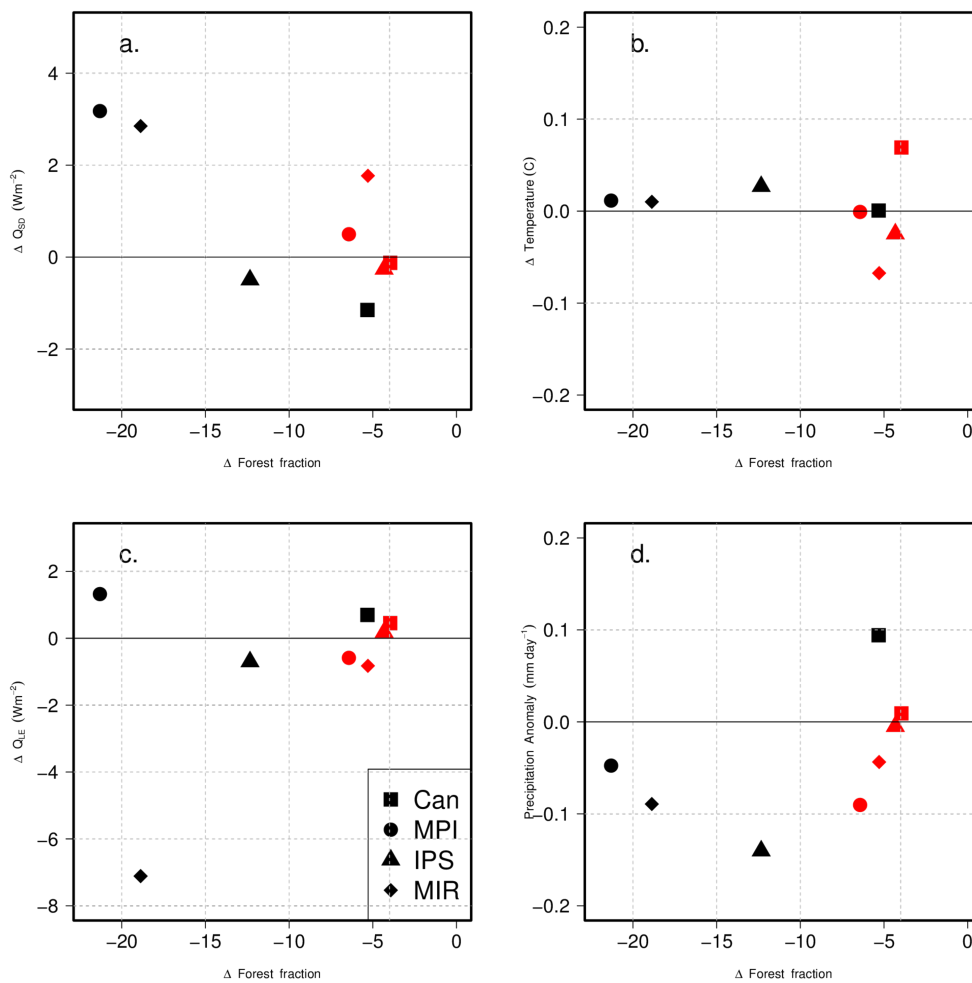 a.
4
2
0
−2
Δ Q_SD (Wm⁻²)
−20 −15 −10 −5 0
Δ Forest fraction
b.
0.2
0.1
0.0
−0.1
−0.2
Δ Temperature (C)
−20 −15 −10 −5 0
Δ Forest fraction
c.
2
0
−2
−4
−6
−8
Δ Q_LE (Wm⁻²)
Can
MPI
IPS
MIR
−20 −15 −10 −5 0
Δ Forest fraction
d.
0.2
0.1
0.0
−0.1
−0.2
Precipitation Anomaly (mm day⁻¹)
−20 −15 −10 −5 0
Δ Forest fraction